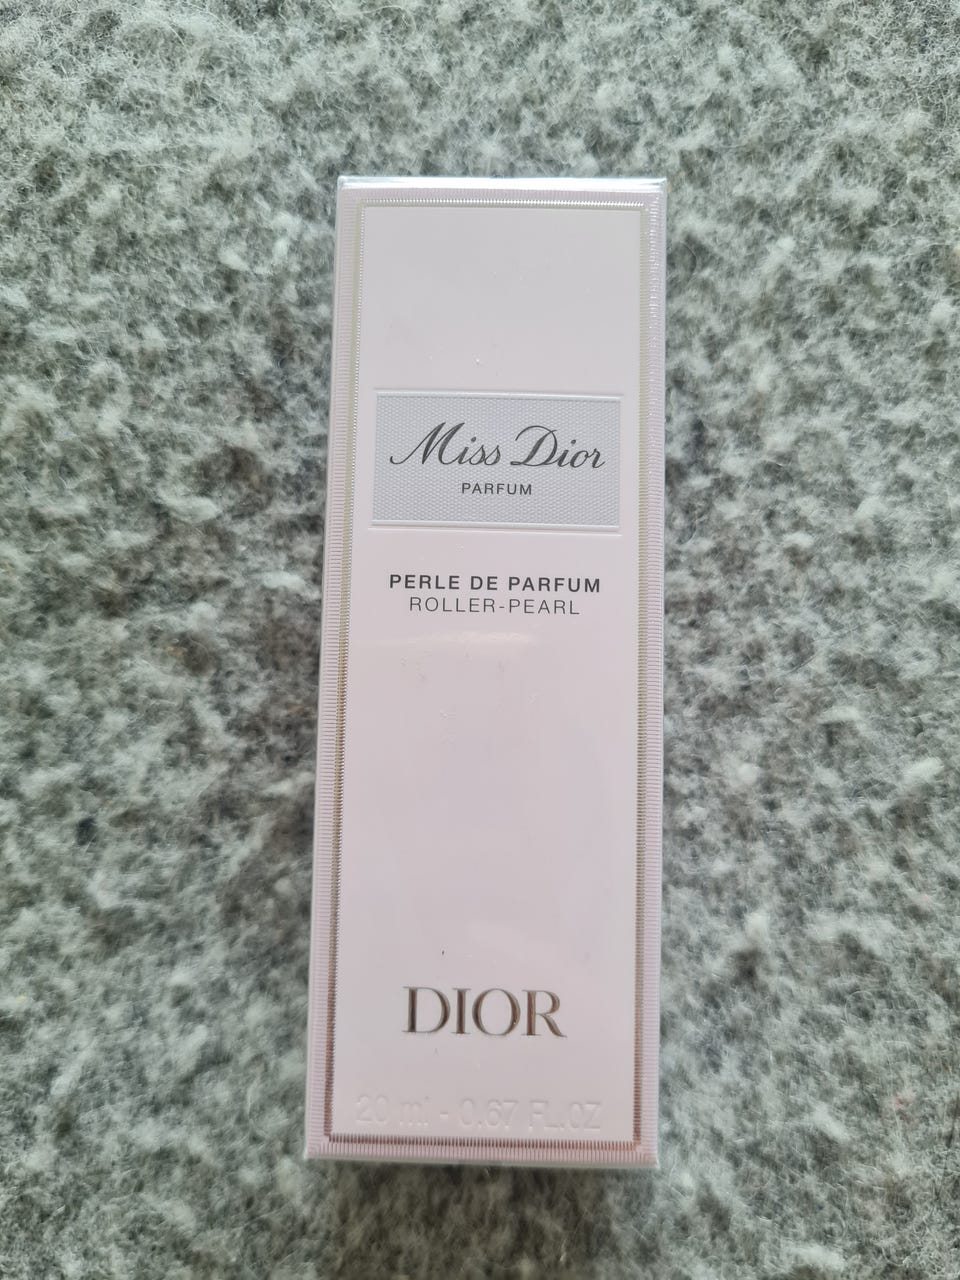 Miss Dior
PARFUM
PERLE DE PARFUM
ROLLER-PEARL
DIOR
20 ml - 0.67 FL.OZ